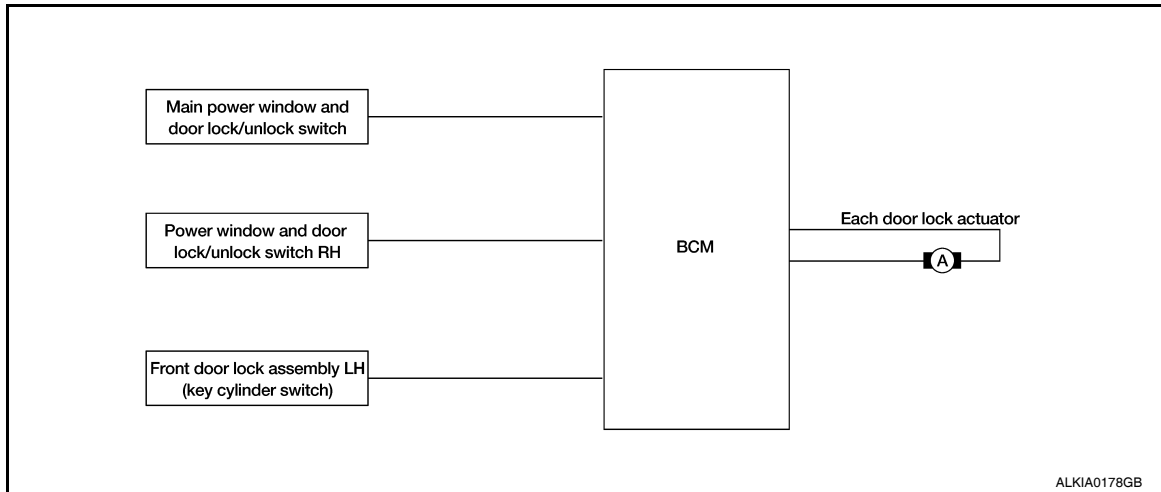 Main power window and
door lock/unlock switch
Power window and door
lock/unlock switch RH
Front door lock assembly LH
(key cylinder switch)
BCM
Each door lock actuator
A
ALKIA0178GB